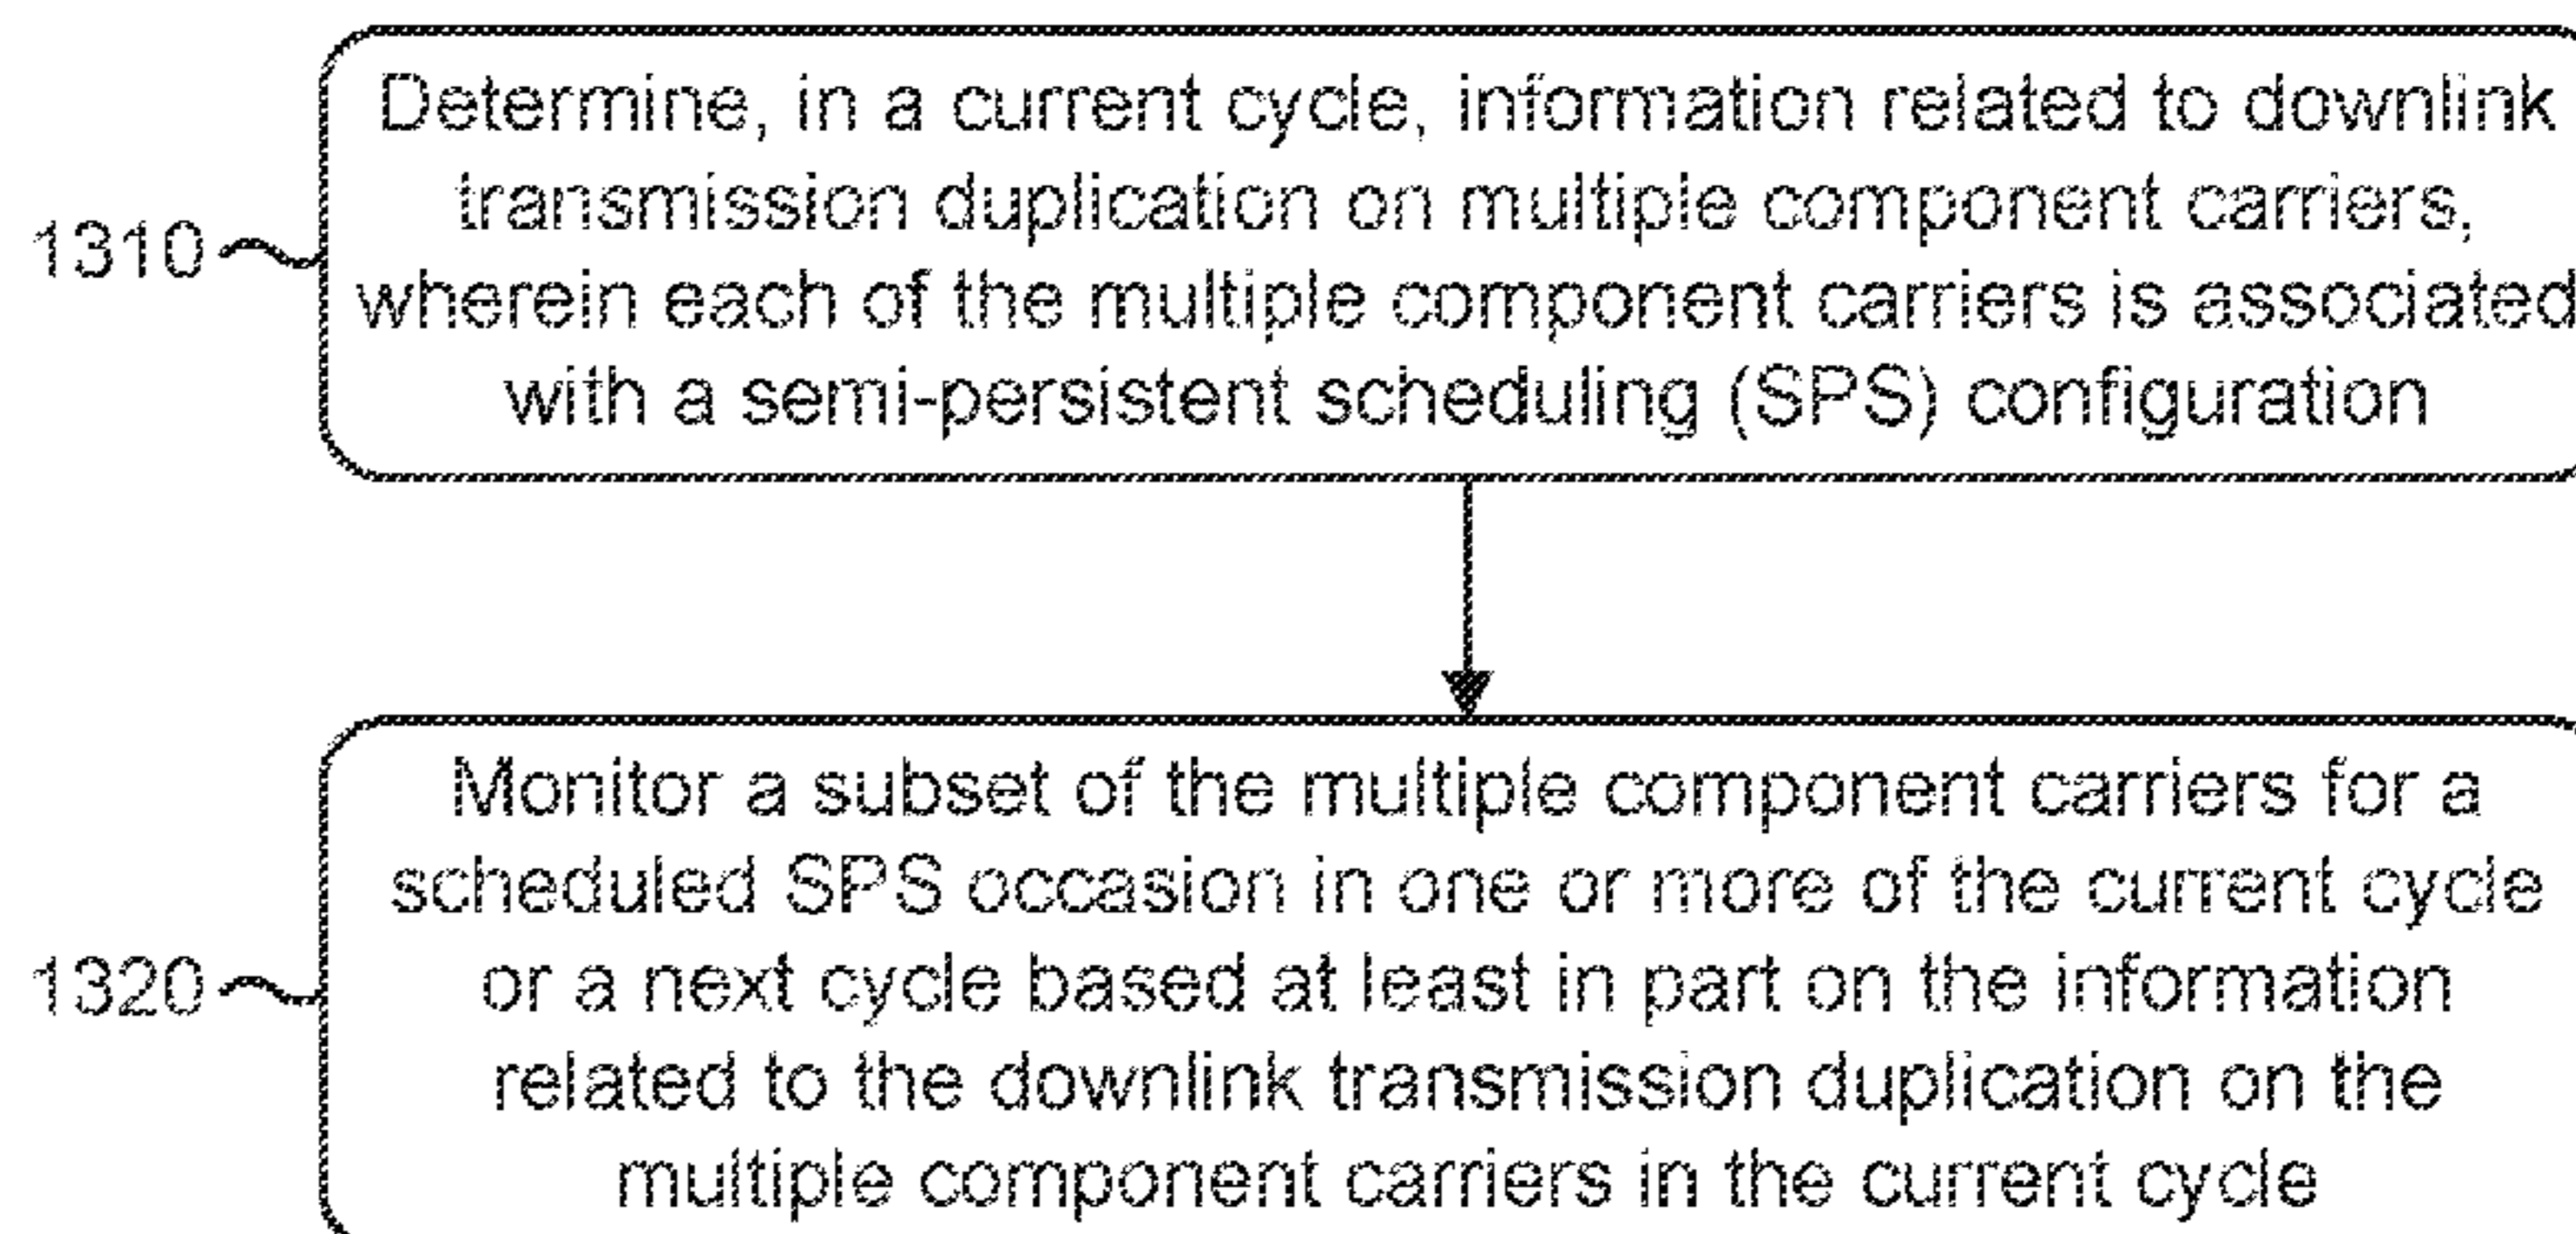 Determine, in a current cycle, information related to downlink
transmission duplication on multiple component carriers,
1310
wherein each of the multiple component carriers is associated
with a semi-persistent scheduling (SPS) configuration
Monitor a subset of the multiple component carriers for a
scheduled SPS occasion in one or more of the current cycle
1320
or a next cycle based at least in part on the information
related to the downlink transmission duplication on the
multiple component carriers in the current cycle